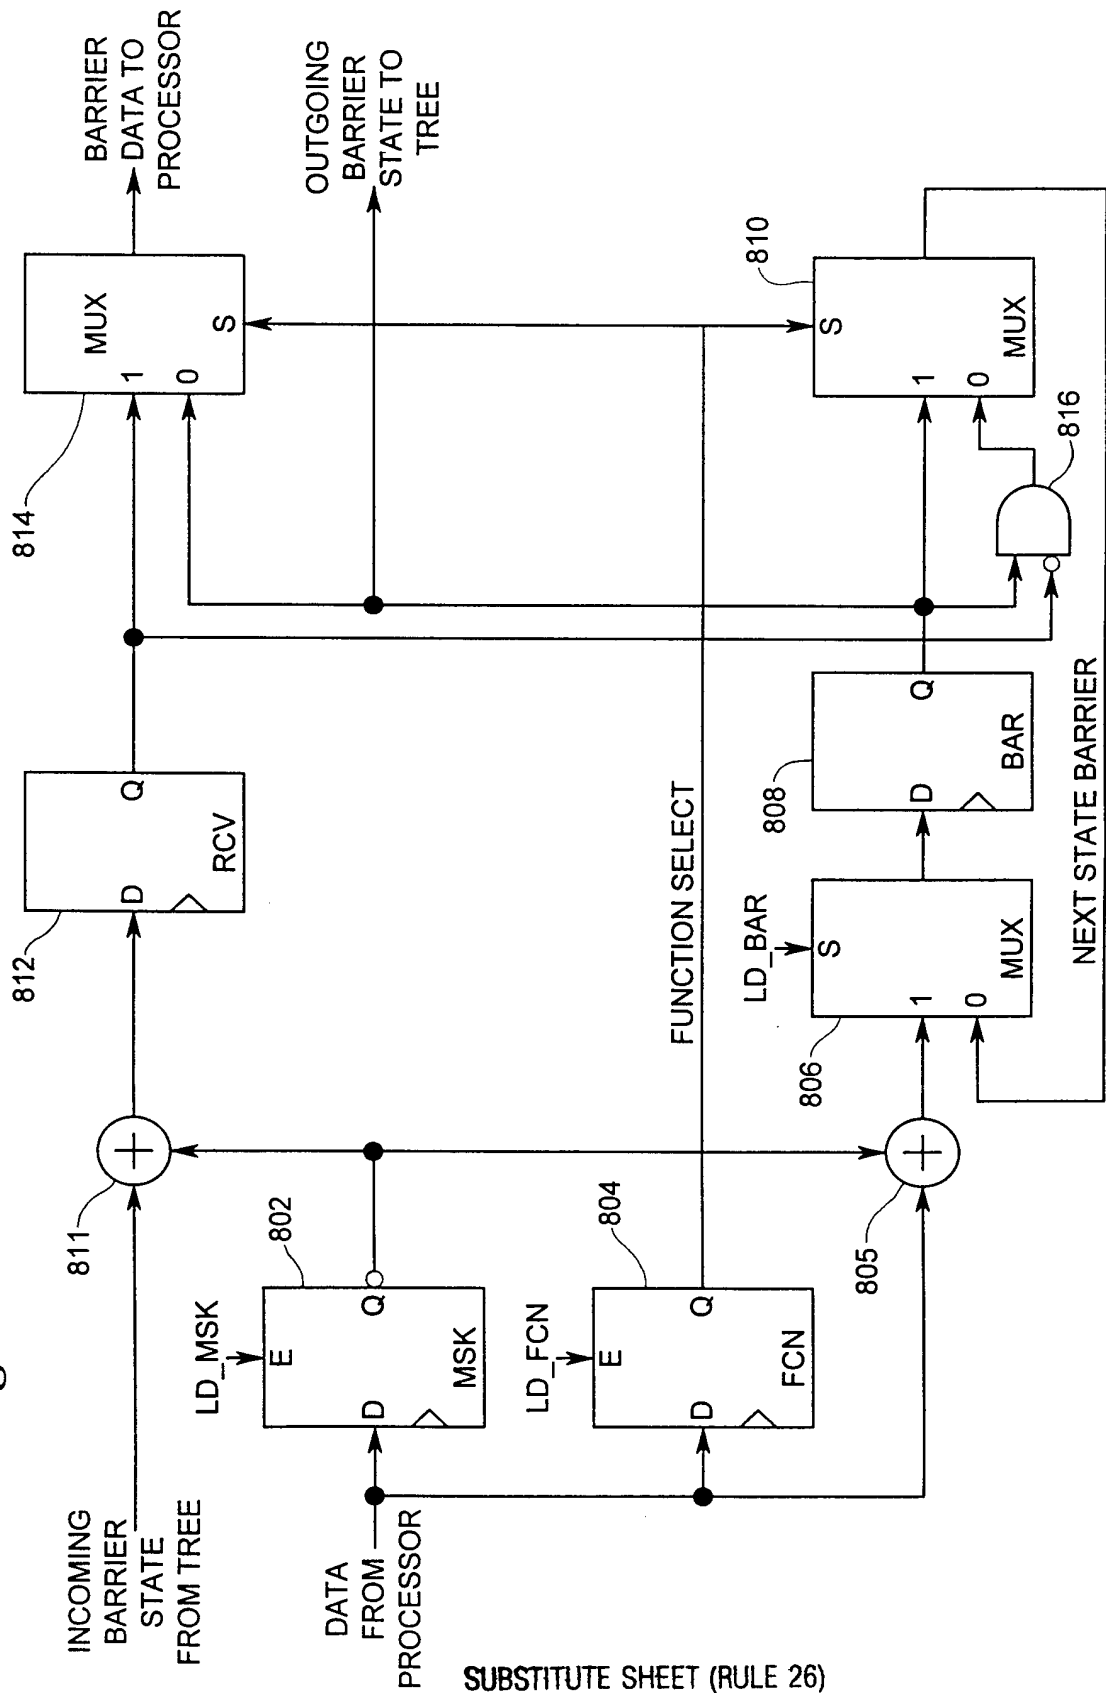 INCOMING
BARRIER
STATE
FROM TREE
811
812
D
Q
RCV
814
MUX
1
0
S
BARRIER
DATA TO
PROCESSOR
OUTGOING
BARRIER
STATE TO
TREE
DATA
FROM
PROCESSOR
LD_MSK
802
E
D
Q
MSK
LD_FCN
804
E
D
Q
FCN
FUNCTION SELECT
805
LD_BAR
806
S
1
0
MUX
808
D
Q
BAR
810
S
1
0
MUX
816
NEXT STATE BARRIER
SUBSTITUTE SHEET (RULE 26)